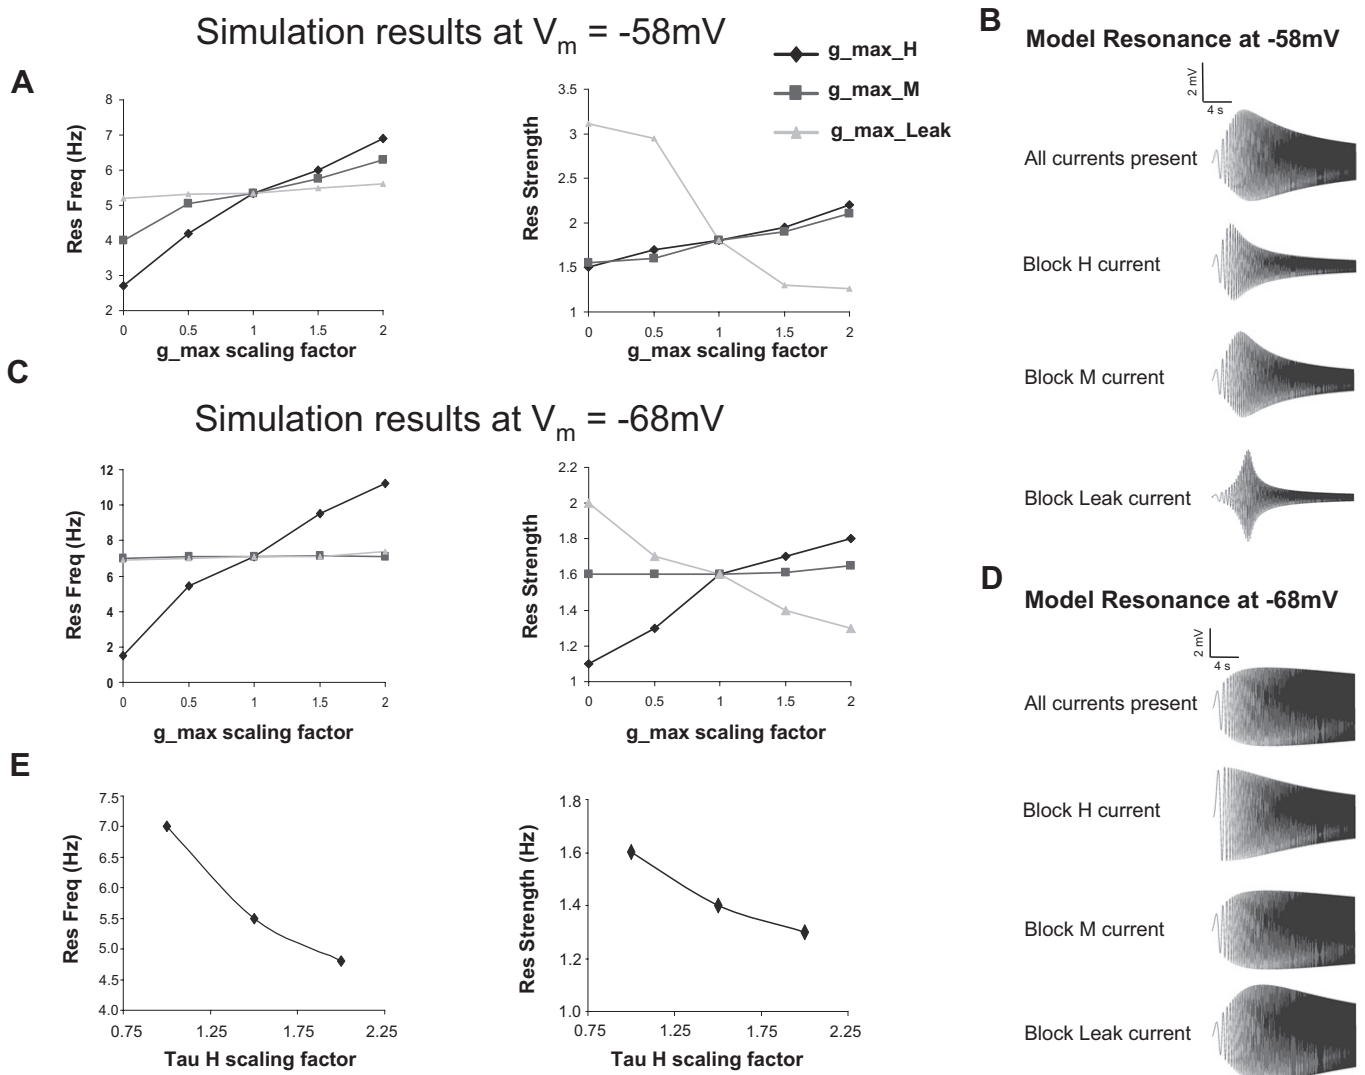 Simulation results at Vm = -58mV
g_max_H
g_max_M
g_max_Leak
A
Res Freq (Hz)
8
7
6
5
4
3
2
0 0.5 1 1.5 2
g_max scaling factor
Res Strength
3.5
3
2.5
2
1.5
1
0 0.5 1 1.5 2
g_max scaling factor
B
Model Resonance at -58mV
2 mV
4 s
All currents present
Block H current
Block M current
Block Leak current
C
Simulation results at Vm = -68mV
Res Freq (Hz)
12
10
8
6
4
2
0
0 0.5 1 1.5 2
g_max scaling factor
Res Strength
2.2
2
1.8
1.6
1.4
1.2
1
0 0.5 1 1.5 2
g_max scaling factor
D
Model Resonance at -68mV
2 mV
4 s
All currents present
Block H current
Block M current
Block Leak current
E
Res Freq (Hz)
7.5
7.0
6.5
6.0
5.5
5.0
4.5
4.0
0.75 1.25 1.75 2.25
Tau H scaling factor
Res Strength (Hz)
1.8
1.6
1.4
1.2
1.0
0.75 1.25 1.75 2.25
Tau H scaling factor